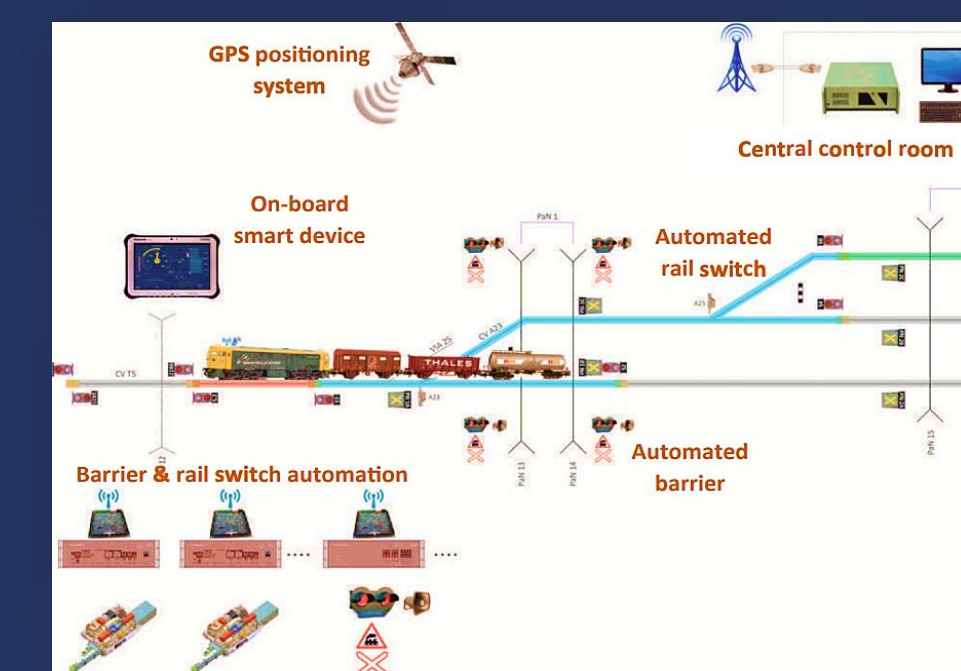 GPS positioning
system
Central control room
On-board
smart device
PaN 1
Automated
rail switch
A25
VIA 25
CV A23
THALES
CV T5
A23
12
PaN 13
PaN 14
PaN 15
Automated
barrier
Barrier & rail switch automation